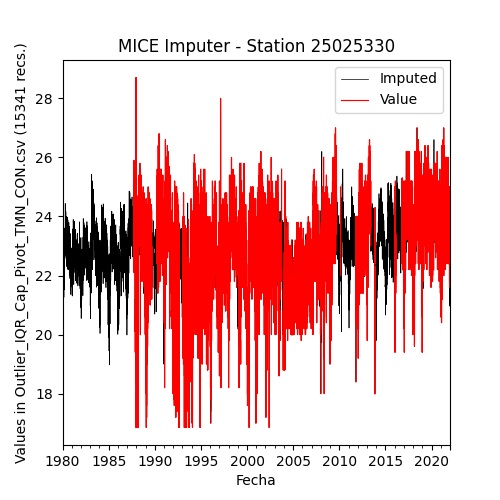 MICE Imputer - Station 25025330
Values in Outlier_IQR_Cap_Pivot_TMN_CON.csv (15341 recs.)
Imputed
Value
28
26
24
22
20
18
1980 1985 1990 1995 2000 2005 2010 2015 2020
Fecha